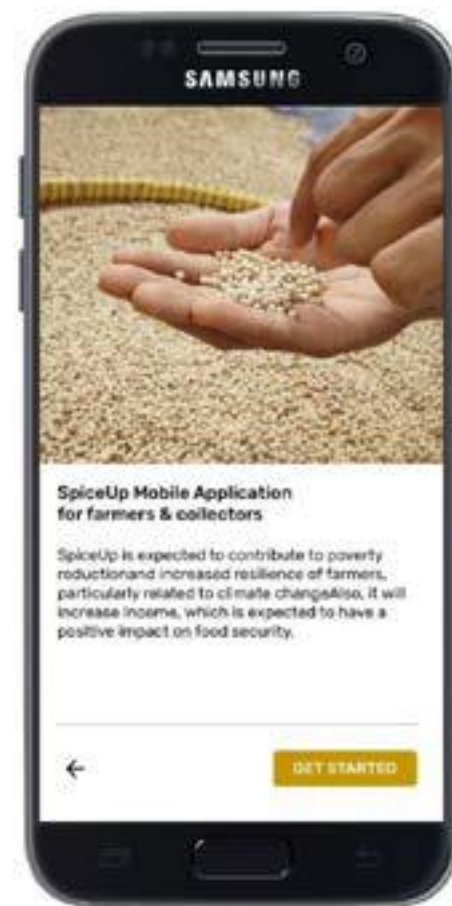 SAMSUNG
SpiceUp Mobile Application
for farmers & collectors
SpiceUp is expected to contribute to poverty
roductionand increased resilience of farmers,
particularly related to climate changeAlso, it will
increase income, which is expected to have a
positive impact on food security.
GET STARTED